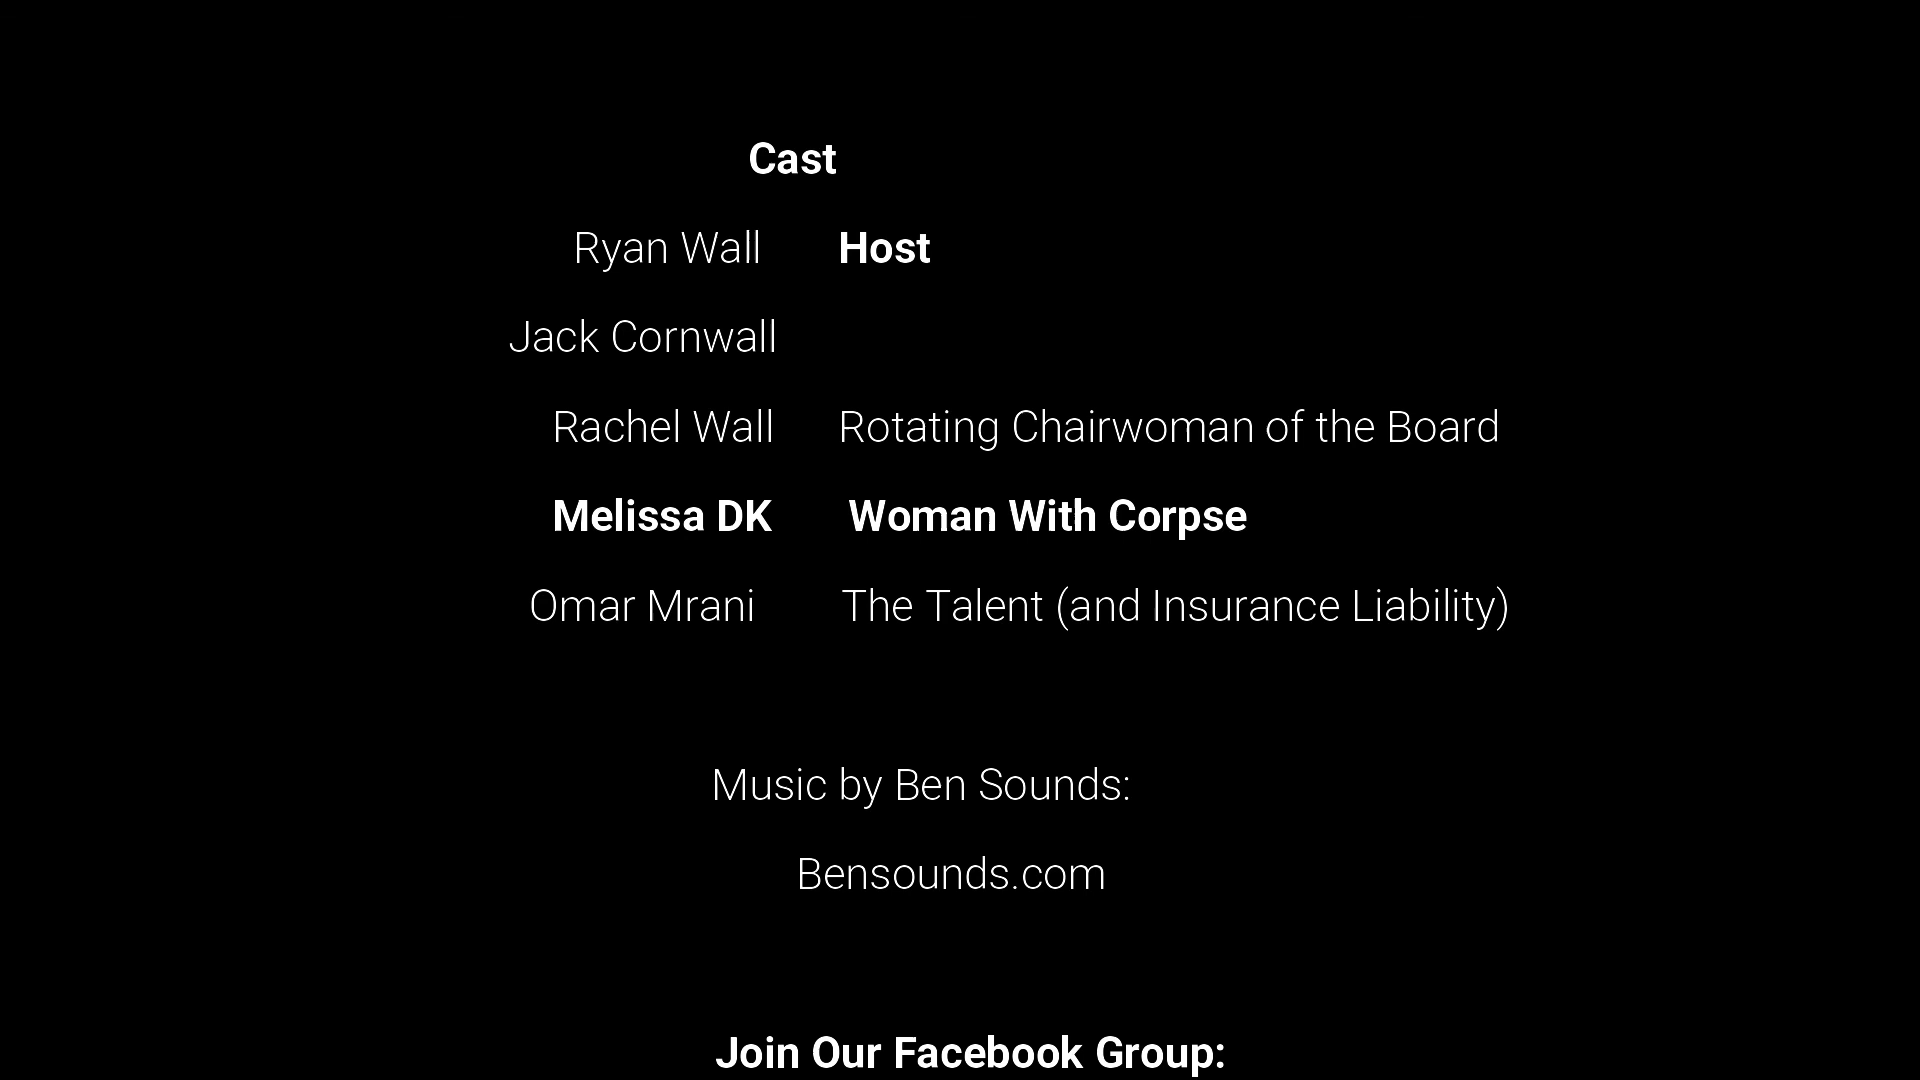 Cast
Ryan Wall Host
Jack Cornwall
Rachel Wall Rotating Chairwoman of the Board
Melissa DK Woman With Corpse
Omar Mrani The Talent (and Insurance Liability)
Music by Ben Sounds:
Bensounds.com
Join Our Facebook Group: